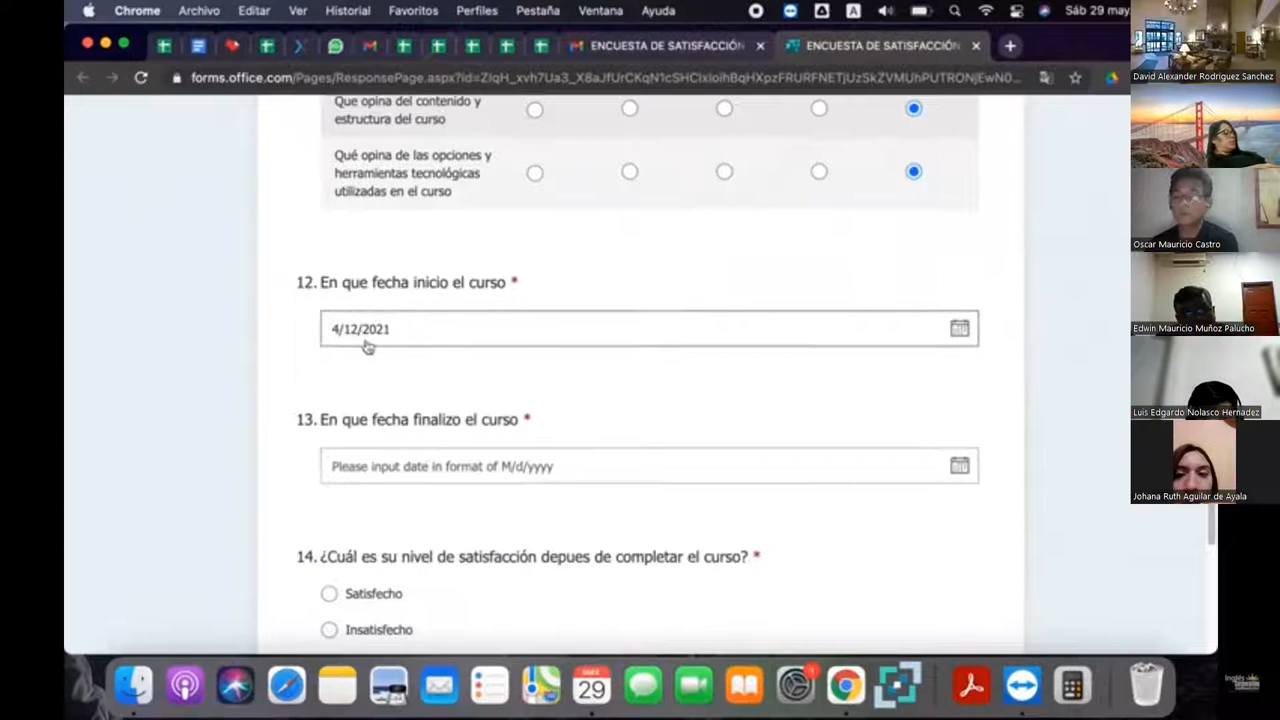 Chrome Archivo Editar Ver Historial Favoritos Perfiles Pestaña Ventana Ayuda
A
Sáb 29 may.
ENCUESTA DE SATISFACCIÓN
ENCUESTA DE SATISFACCIÓN
Que opina del contenido y
estructura del curso
Qué opina de las opciones y
herramientas tecnológicas
utilizadas en el curso
12. En que fecha inicio el curso *
4/12/2021
13. En que fecha finalizo el curso *
Please input date in format of M/d/yyyy
14. ¿Cuál es su nivel de satisfacción depues de completar el curso? *
Satisfecho
Insatisfecho
29
1
David Alexander Rodriguez Sanchez
Oscar Mauricio Castro
Edwin Mauricio Muñoz Palucho
Luis Edgardo Nolasco Hernadez
Johana Ruth Aguilar de Ayala